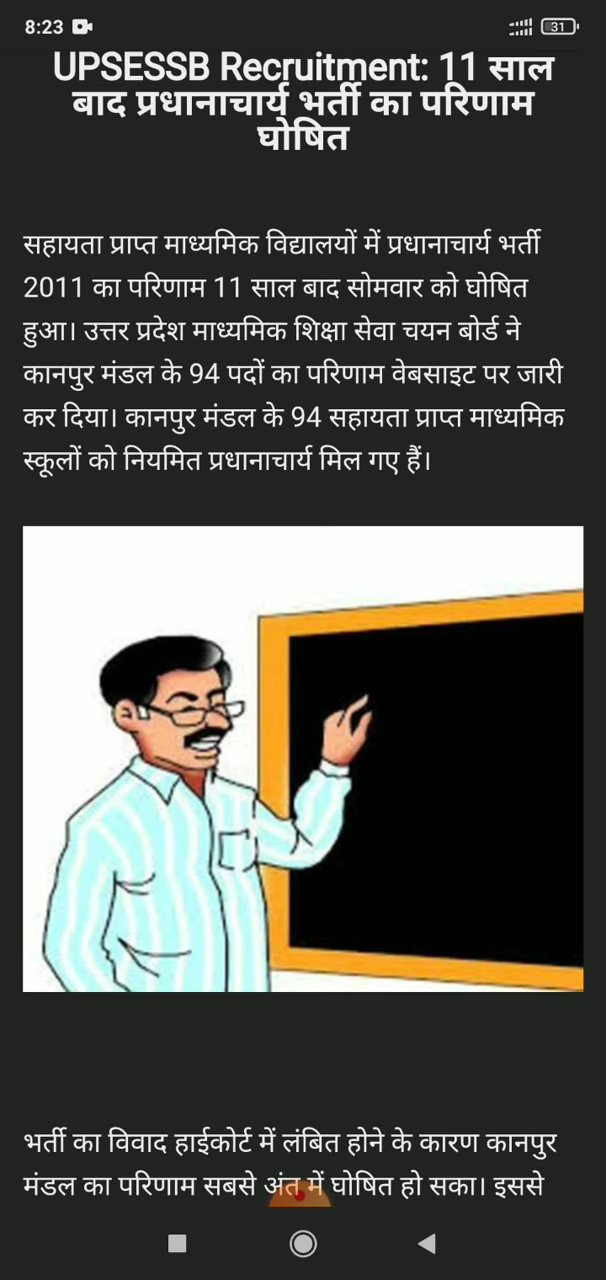 8:23
31
UPSESSB Recruitment: 11 साल
बाद प्रधानाचार्य भर्ती का परिणाम
घोषित
सहायता प्राप्त माध्यमिक विद्यालयों में प्रधानाचार्य भर्ती
2011 का परिणाम 11 साल बाद सोमवार को घोषित
हुआ। उत्तर प्रदेश माध्यमिक शिक्षा सेवा चयन बोर्ड ने
कानपुर मंडल के 94 पदों का परिणाम वेबसाइट पर जारी
कर दिया। कानपुर मंडल के 94 सहायता प्राप्त माध्यमिक
स्कूलों को नियमित प्रधानाचार्य मिल गए हैं।
भर्ती का विवाद हाईकोर्ट में लंबित होने के कारण कानपुर
मंडल का परिणाम सबसे अंत में घोषित हो सका। इससे